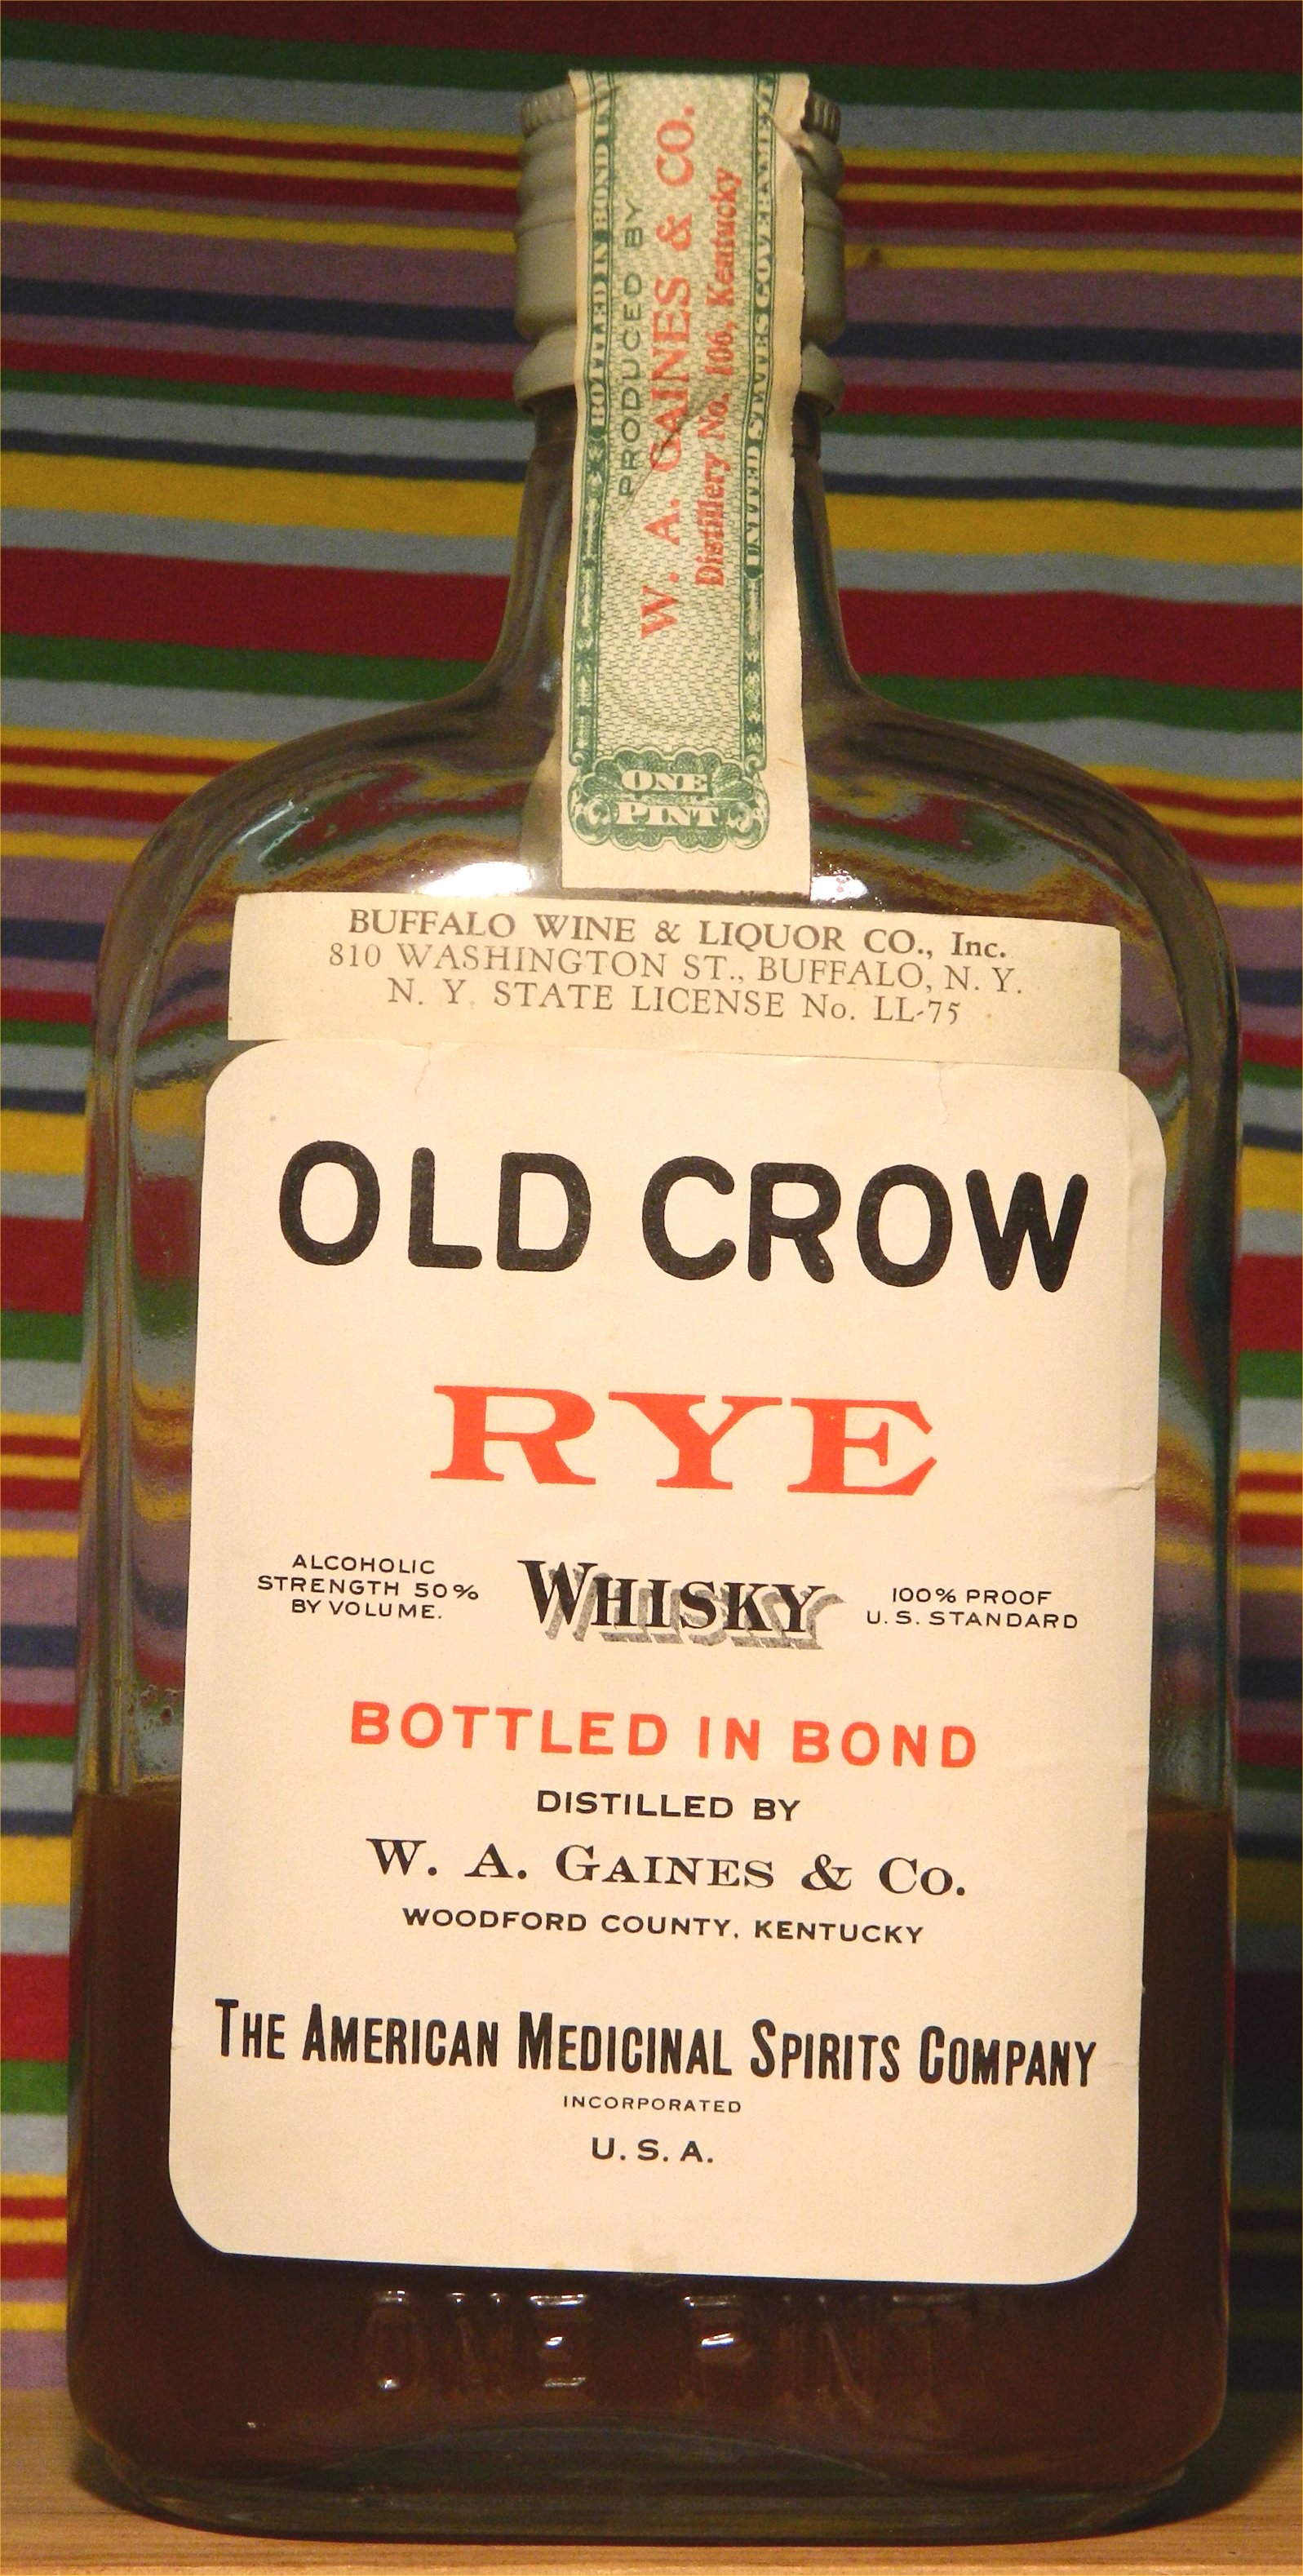 BOTTLED IN BOND
PRODUCED BY
W. A. GAINES & CO.
Distillery No. 106, Kentucky
UNITED STATES GOVERNMENT
ONE
PINT
BUFFALO WINE & LIQUOR CO., Inc.
810 WASHINGTON ST., BUFFALO, N. Y.
N. Y. STATE LICENSE No. LL-75
OLD CROW
RYE
ALCOHOLIC
STRENGTH 50%
BY VOLUME.
WHISKY
100% PROOF
U. S. STANDARD
BOTTLED IN BOND
DISTILLED BY
W. A. GAINES & Co.
WOODFORD COUNTY, KENTUCKY
THE AMERICAN MEDICINAL SPIRITS COMPANY
INCORPORATED
U. S. A.
ONE PINT